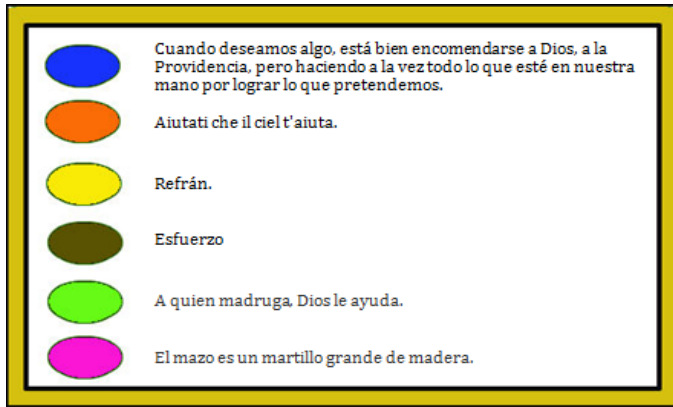 Cuando deseamos algo, está bien encomendarse a Dios, a la
Providencia, pero haciendo a la vez todo lo que esté en nuestra
mano por lograr lo que pretendemos.
Aiutati che il ciel t'aiuta.
Refrán.
Esfuerzo
A quien madruga, Dios le ayuda.
El mazo es un martillo grande de madera.